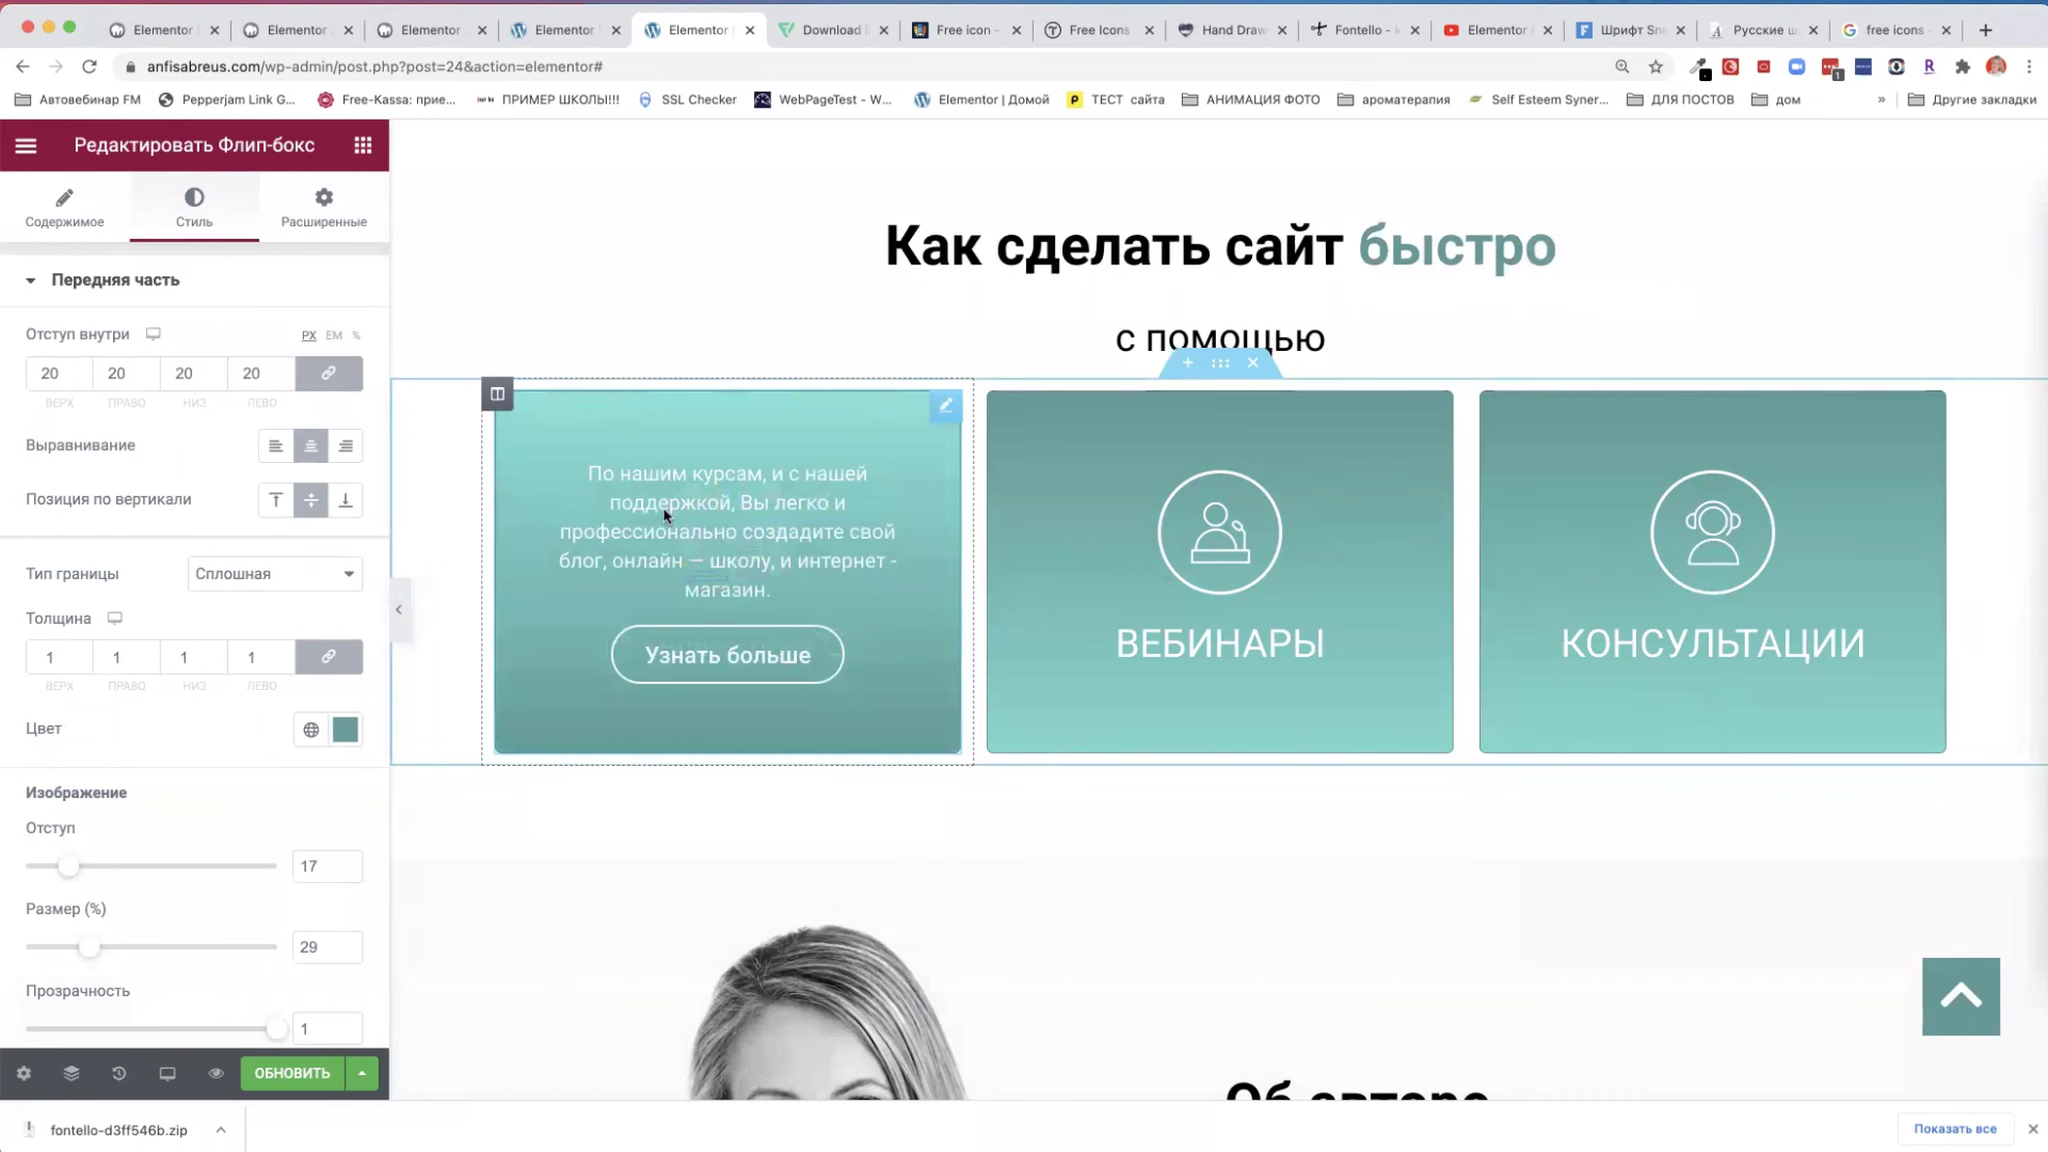 Elementor
Elementor
Elementor
Elementor
Elementor
Download
Free icon -
Free Icons
Hand Draw
Fontello - i
Elementor
Шрифт Sne
Русские ш
free icons -
anfisabreus.com/wp-admin/post.php?post=24&action=elementor#
1
Автовебинар FM
Pepperjam Link G...
Free-Kassa: прие...
ПРИМЕР ШКОЛЫ!!!
SSL Checker
WebPageTest - W...
Elementor | Домой
ТЕСТ сайта
АНИМАЦИЯ ФОТО
ароматерапия
Self Esteem Syner...
ДЛЯ ПОСТОВ
дом
»
Другие закладки
Редактировать Флип-бокс
Содержимое
Стиль
Расширенные
Передняя часть
Отступ внутри
PX EM %
20 20 20 20
ВЕРХ ПРАВО НИЗ ЛЕВО
Выравнивание
Позиция по вертикали
Тип границы
Сплошная
Толщина
1 1 1 1
ВЕРХ ПРАВО НИЗ ЛЕВО
Цвет
Изображение
Отступ
17
Размер (%)
29
Прозрачность
1
ОБНОВИТЬ
Как сделать сайт быстро
с помощью
По нашим курсам, и с нашей
поддержкой, Вы легко и
профессионально создадите свой
блог, онлайн — школу, и интернет -
магазин.
Узнать больше
ВЕБИНАРЫ
КОНСУЛЬТАЦИИ
Об авторе
fontello-d3ff546b.zip
Показать все